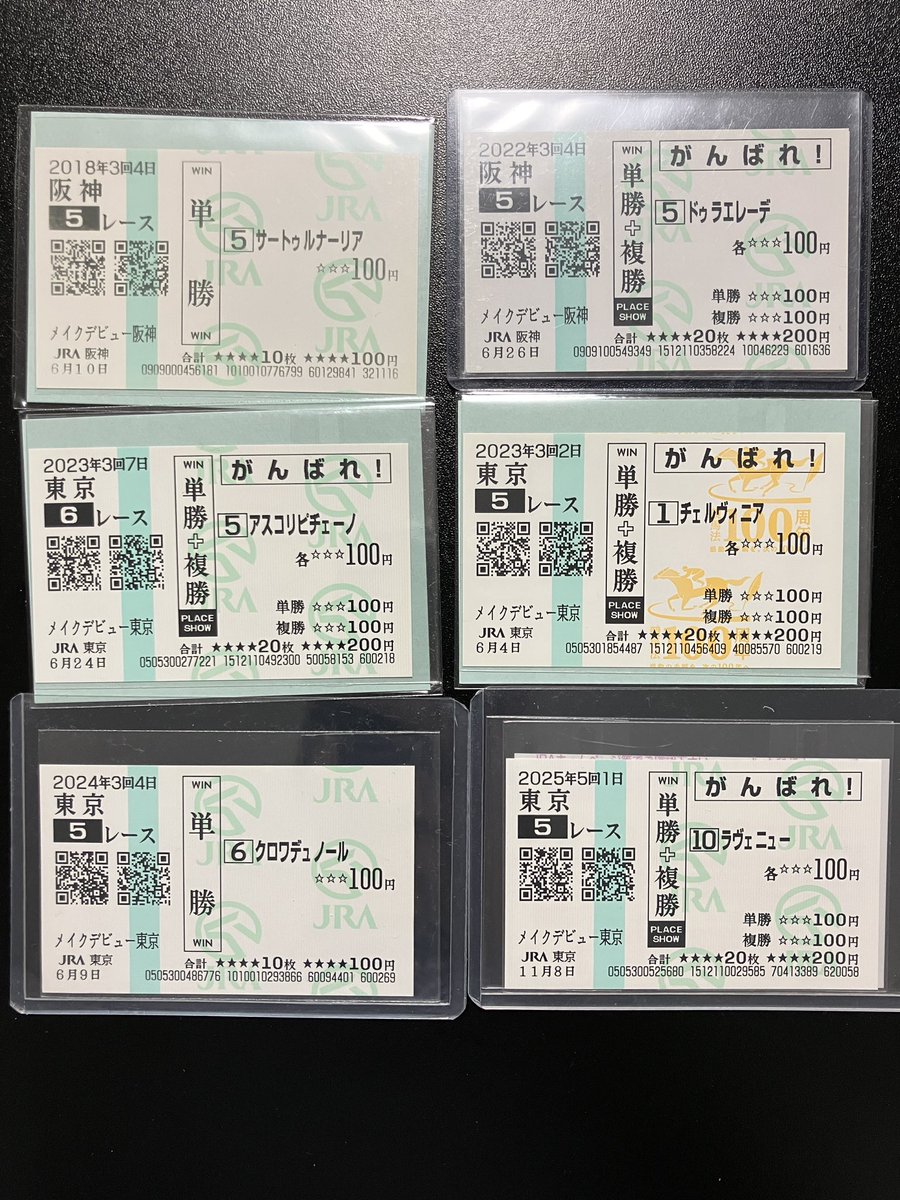 2018年3回4日
阪神
5 レース
WIN
単勝
WIN
JRA
5 サートゥルナーリア
☆☆☆100円
JRA
JRA
メイクデビュー阪神
JRA 阪神
6月10日
合計 ★★★★10枚 ★★★★100円
0909000456181 1010010776799 60129841 321116
2022年3回4日
阪神
5 レース
WIN
単勝+複勝
PLACE
SHOW
がんばれ!
5 ドゥラエレーデ
各☆☆☆100円
単勝 ☆☆☆100円
複勝 ☆☆☆100円
メイクデビュー阪神
JRA 阪神
6月26日
合計 ★★★★20枚 ★★★★200円
0909100549349 1512110358224 10046229 601636
2023年3回7日
東京
6 レース
WIN
単勝+複勝
PLACE
SHOW
がんばれ!
5 アスコリピチェーノ
各☆☆☆100円
単勝 ☆☆☆100円
複勝 ☆☆☆100円
メイクデビュー東京
JRA 東京
6月24日
合計 ★★★★20枚 ★★★★200円
0505300277221 1512110492300 50058153 600218
2023年3回2日
東京
5 レース
WIN
単勝+複勝
PLACE
SHOW
がんばれ!
1 チェルヴィニア
各☆☆☆100円
単勝 ☆☆☆100円
複勝 ☆☆☆100円
メイクデビュー東京
JRA 東京
6月4日
合計 ★★★★20枚 ★★★★200円
0505301854487 1512110456409 40085570 600219
2024年3回4日
東京
5 レース
WIN
単勝
WIN
JRA
6 クロワデュノール
☆☆☆100円
JRA
メイクデビュー東京
JRA 東京
6月9日
合計 ★★★★10枚 ★★★★100円
0505300486776 1010010293866 60094401 600269
2025年5回1日
東京
5 レース
WIN
単勝+複勝
PLACE
SHOW
がんばれ!
10 ラヴェニュー
各☆☆☆100円
単勝 ☆☆☆100円
複勝 ☆☆☆100円
メイクデビュー東京
JRA 東京
11月8日
合計 ★★★★20枚 ★★★★200円
0505300525680 1512110029585 70413389 620058